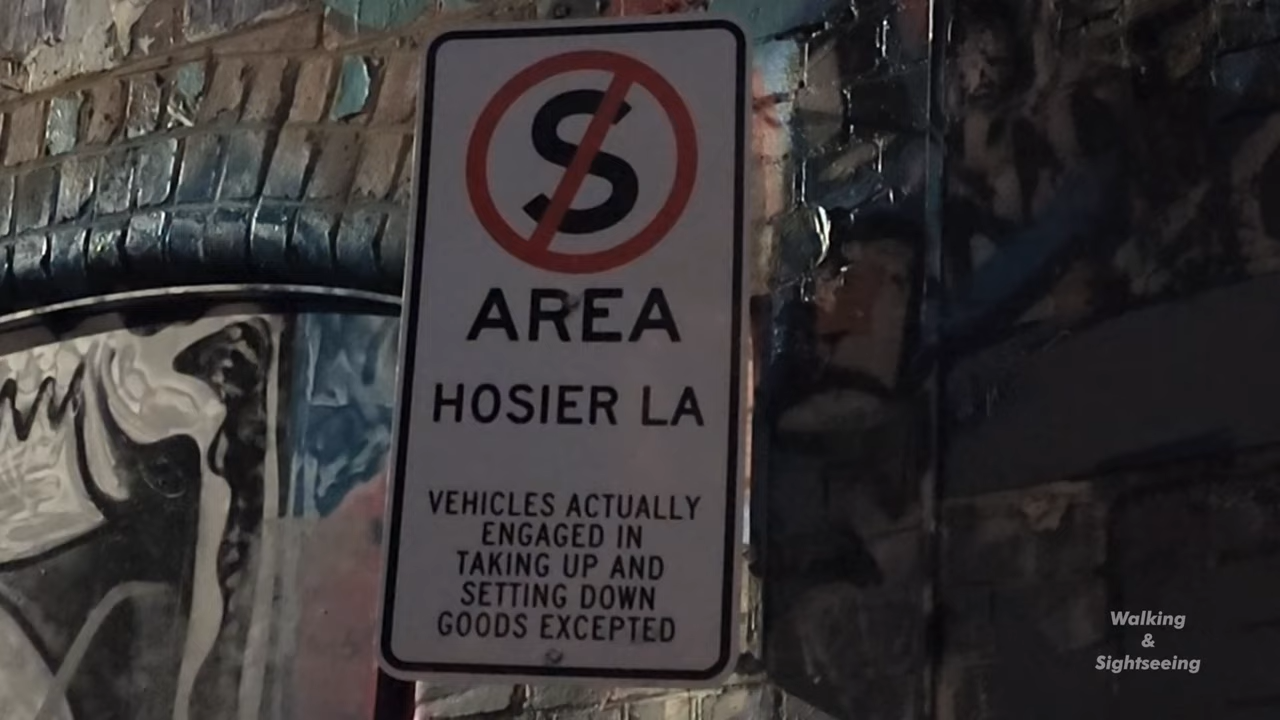 S
AREA
HOSIER LA
VEHICLES ACTUALLY
ENGAGED IN
TAKING UP AND
SETTING DOWN
GOODS EXCEPTED
Walking
&
Sightseeing